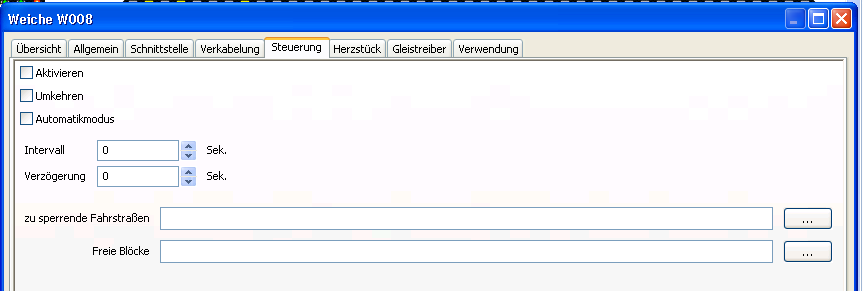 Weiche W008
Übersicht Allgemein Schnittstelle Verkabelung Steuerung Herzstück Gleistreiber Verwendung
Aktivieren
Umkehren
Automatikmodus
Intervall 0 Sek.
Verzögerung 0 Sek.
zu sperrende Fahrstraßen ...
Freie Blöcke ...